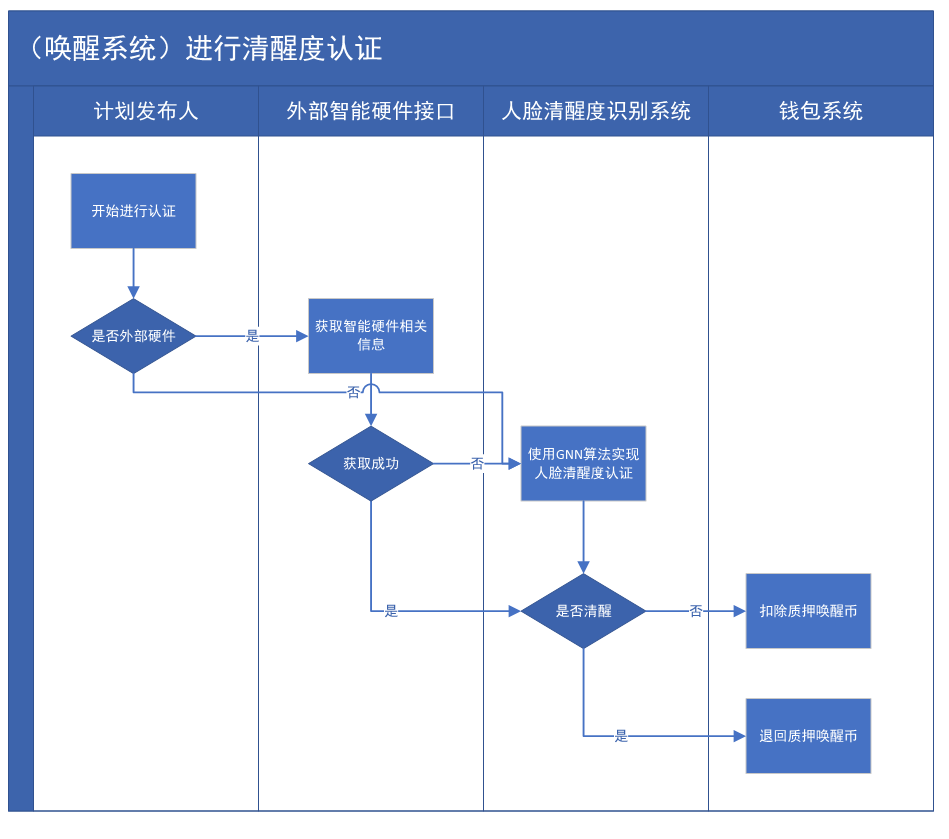 （唤醒系统）进行清醒度认证
计划发布人
外部智能硬件接口
人脸清醒度识别系统
钱包系统
开始进行认证
是否外部硬件
是
获取智能硬件相关
信息
否
获取成功
否
使用GNN算法实现
人脸清醒度认证
是
是否清醒
否
扣除质押唤醒币
是
退回质押唤醒币